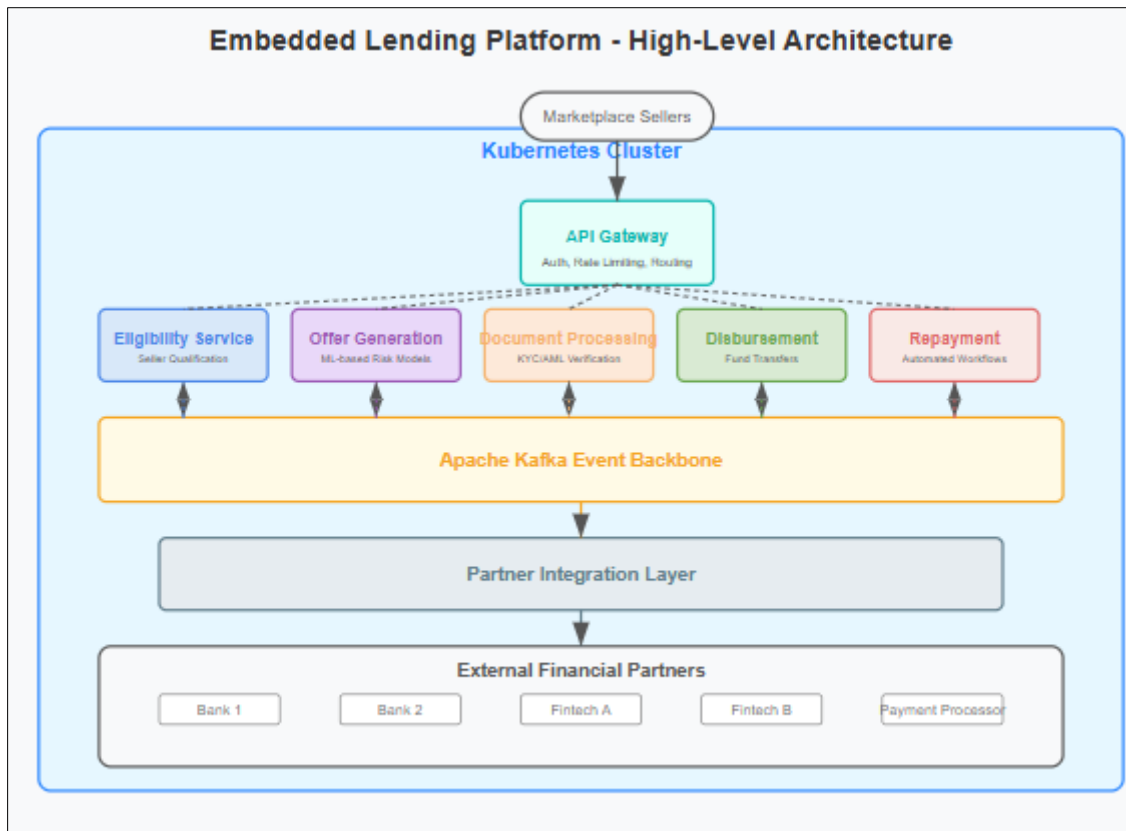 Embedded Lending Platform - High-Level Architecture
Marketplace Sellers
Kubernetes Cluster
API Gateway
Auth, Rate Limiting, Routing
Eligibility Service
Seller Qualification
Offer Generation
ML-based Risk Models
Document Processing
KYC/AML Verification
Disbursement
Fund Transfers
Repayment
Automated Workflows
Apache Kafka Event Backbone
Partner Integration Layer
External Financial Partners
Bank 1
Bank 2
Fintech A
Fintech B
Payment Processor